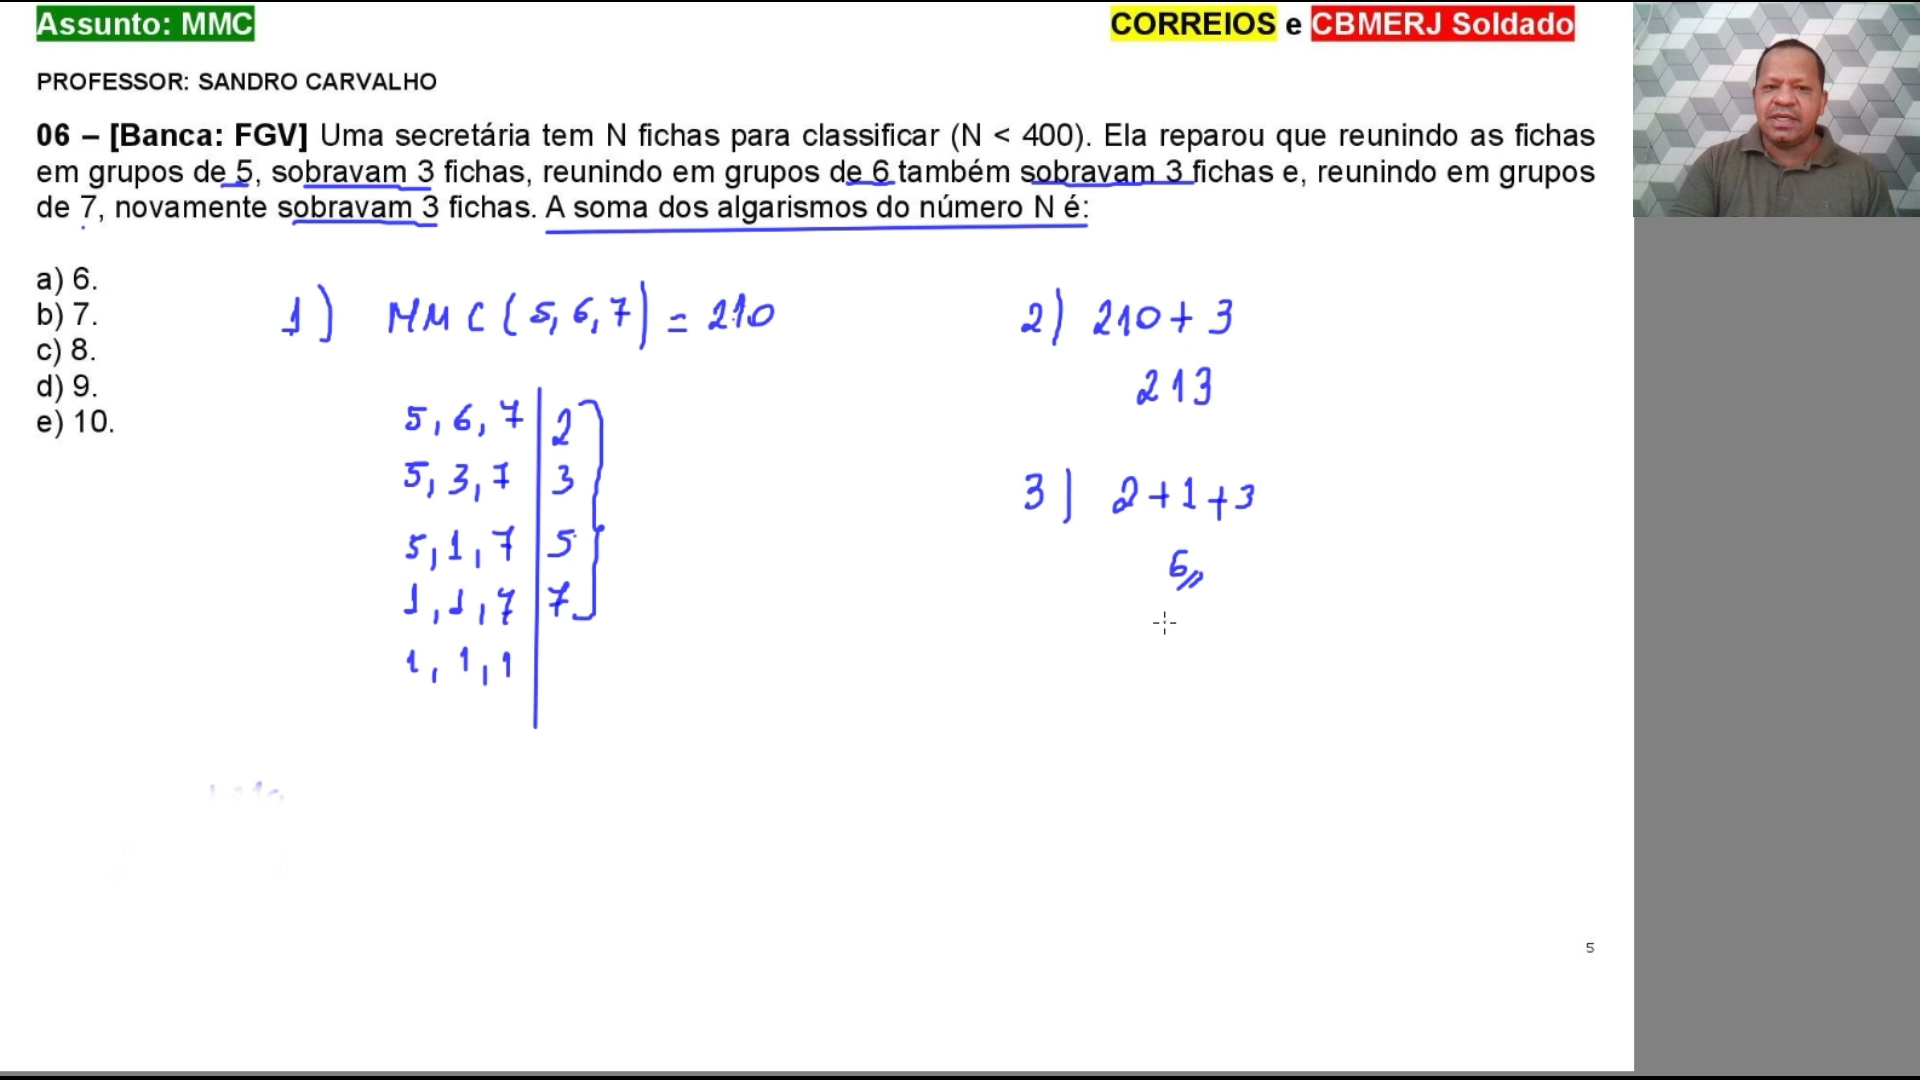 Assunto: MMC
CORREIOS e CBMERJ Soldado
PROFESSOR: SANDRO CARVALHO
06 – [Banca: FGV] Uma secretária tem N fichas para classificar (N < 400). Ela reparou que reunindo as fichas
em grupos de 5, sobravam 3 fichas, reunindo em grupos de 6 também sobravam 3 fichas e, reunindo em grupos
de 7, novamente sobravam 3 fichas. A soma dos algarismos do número N é:
a) 6.
b) 7.
c) 8.
d) 9.
e) 10.
1) MMC (5, 6, 7) = 210
5, 6, 7 | 2
5, 3, 7 | 3
5, 1, 7 | 5
1, 1, 7 | 7
1, 1, 1
2) 210 + 3
213
3) 2 + 1 + 3
6
5